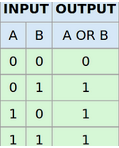 INPUT OUTPUT
A B A OR B
0 0 0
0 1 1
1 0 1
1 1 1